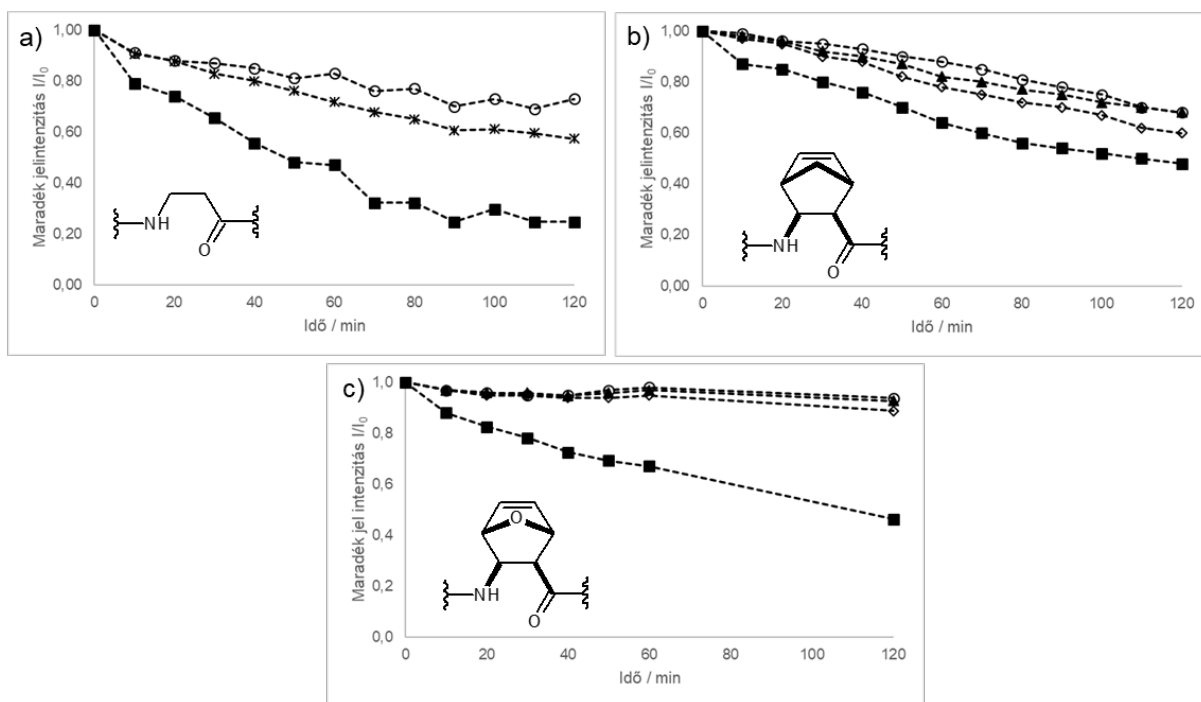 a)
Maradék jelintenzitás I/I₀
1,00
0,80
0,60
0,40
0,20
0,00
NH
O
0 20 40 60 80 100 120
Idő / min
b)
Maradék jelintenzitás I/I₀
1,00
0,80
0,60
0,40
0,20
0,00
NH
O
0 20 40 60 80 100 120
Idő / min
c)
Maradék jel intenzitás I/I₀
1,0
0,8
0,6
0,4
0,2
0,0
O
NH
O
0 20 40 60 80 100 120
Idő / min